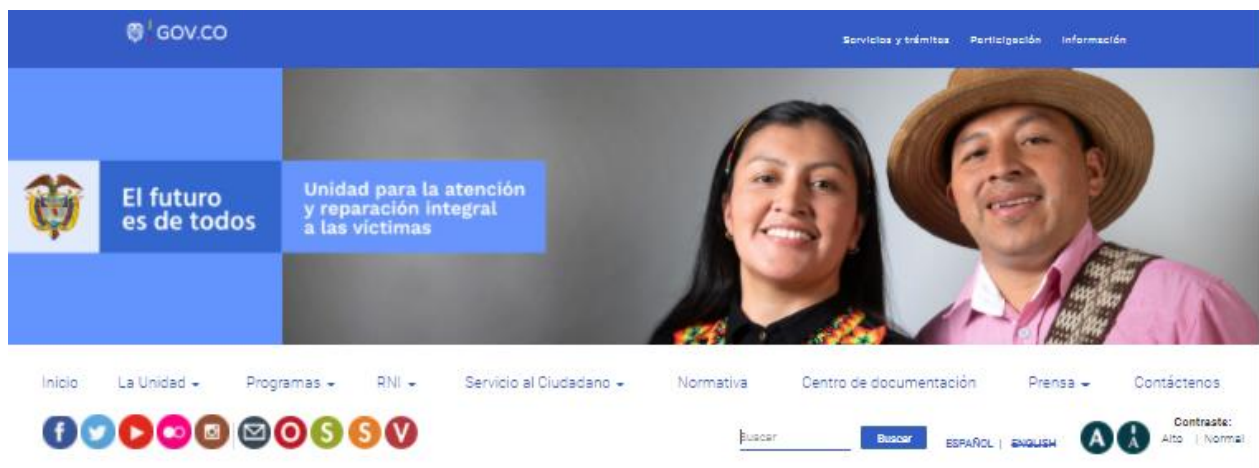 GOV.CO
Servicios y trámites Participación Información
El futuro
es de todos
Unidad para la atención
y reparación integral
a las víctimas
Inicio La Unidad Programas RNI Servicio al Ciudadano Normativa Centro de documentación Prensa Contáctenos
f O S S V
Buscar Buscar ESPAÑOL | ENGLISH A A Contraste:
Alto | Normal